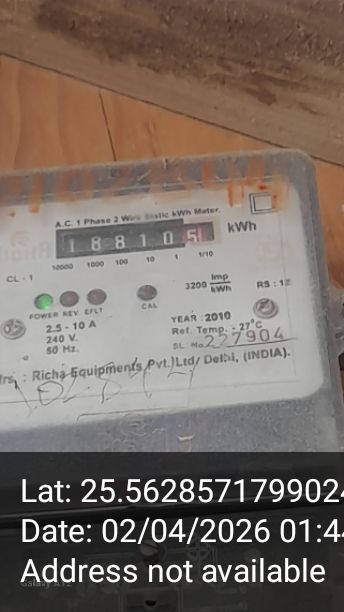 A.C. 1 Phase 2 Wire Static kWh Meter.
1 8 8 1 0 5 kWh
10000 1000 100 10 1 1/10
CL - 1
3200 Imp/kWh RS : 12
POWER REV. EFLT CAL
2.5 - 10 A
240 V.
50 Hz.
YEAR : 2010
Ref. Temp. : 27°C
SL. No. 227904
Richa Equipments Pvt. Ltd/ Delhi, (INDIA).
Lat: 25.5628571799024
Date: 02/04/2026 01:4
Address not available